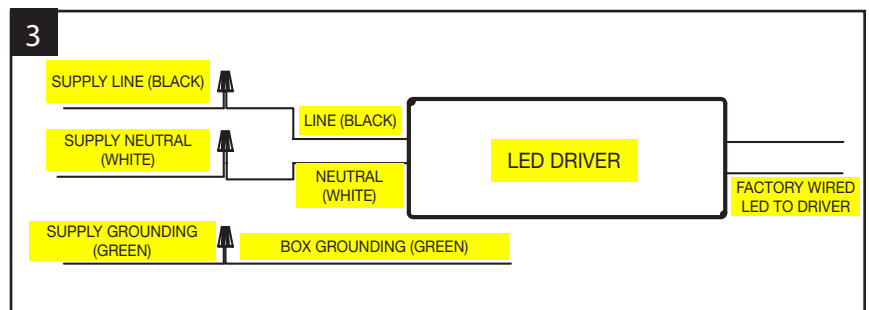 3
SUPPLY LINE (BLACK)
LINE (BLACK)
SUPPLY NEUTRAL
(WHITE)
NEUTRAL
(WHITE)
LED DRIVER
FACTORY WIRED
LED TO DRIVER
SUPPLY GROUNDING
(GREEN)
BOX GROUNDING (GREEN)